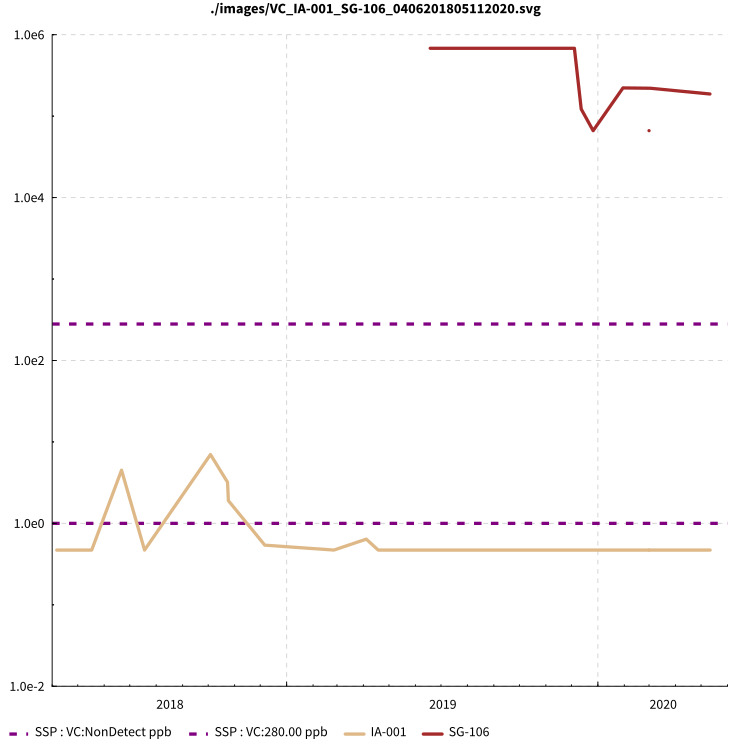 ./images/VC_IA-001_SG-106_0406201805112020.svg
1.0e6
1.0e4
1.0e2
1.0e0
1.0e-2
2018 2019 2020
SSP : VC:NonDetect ppb SSP : VC:280.00 ppb IA-001 SG-106